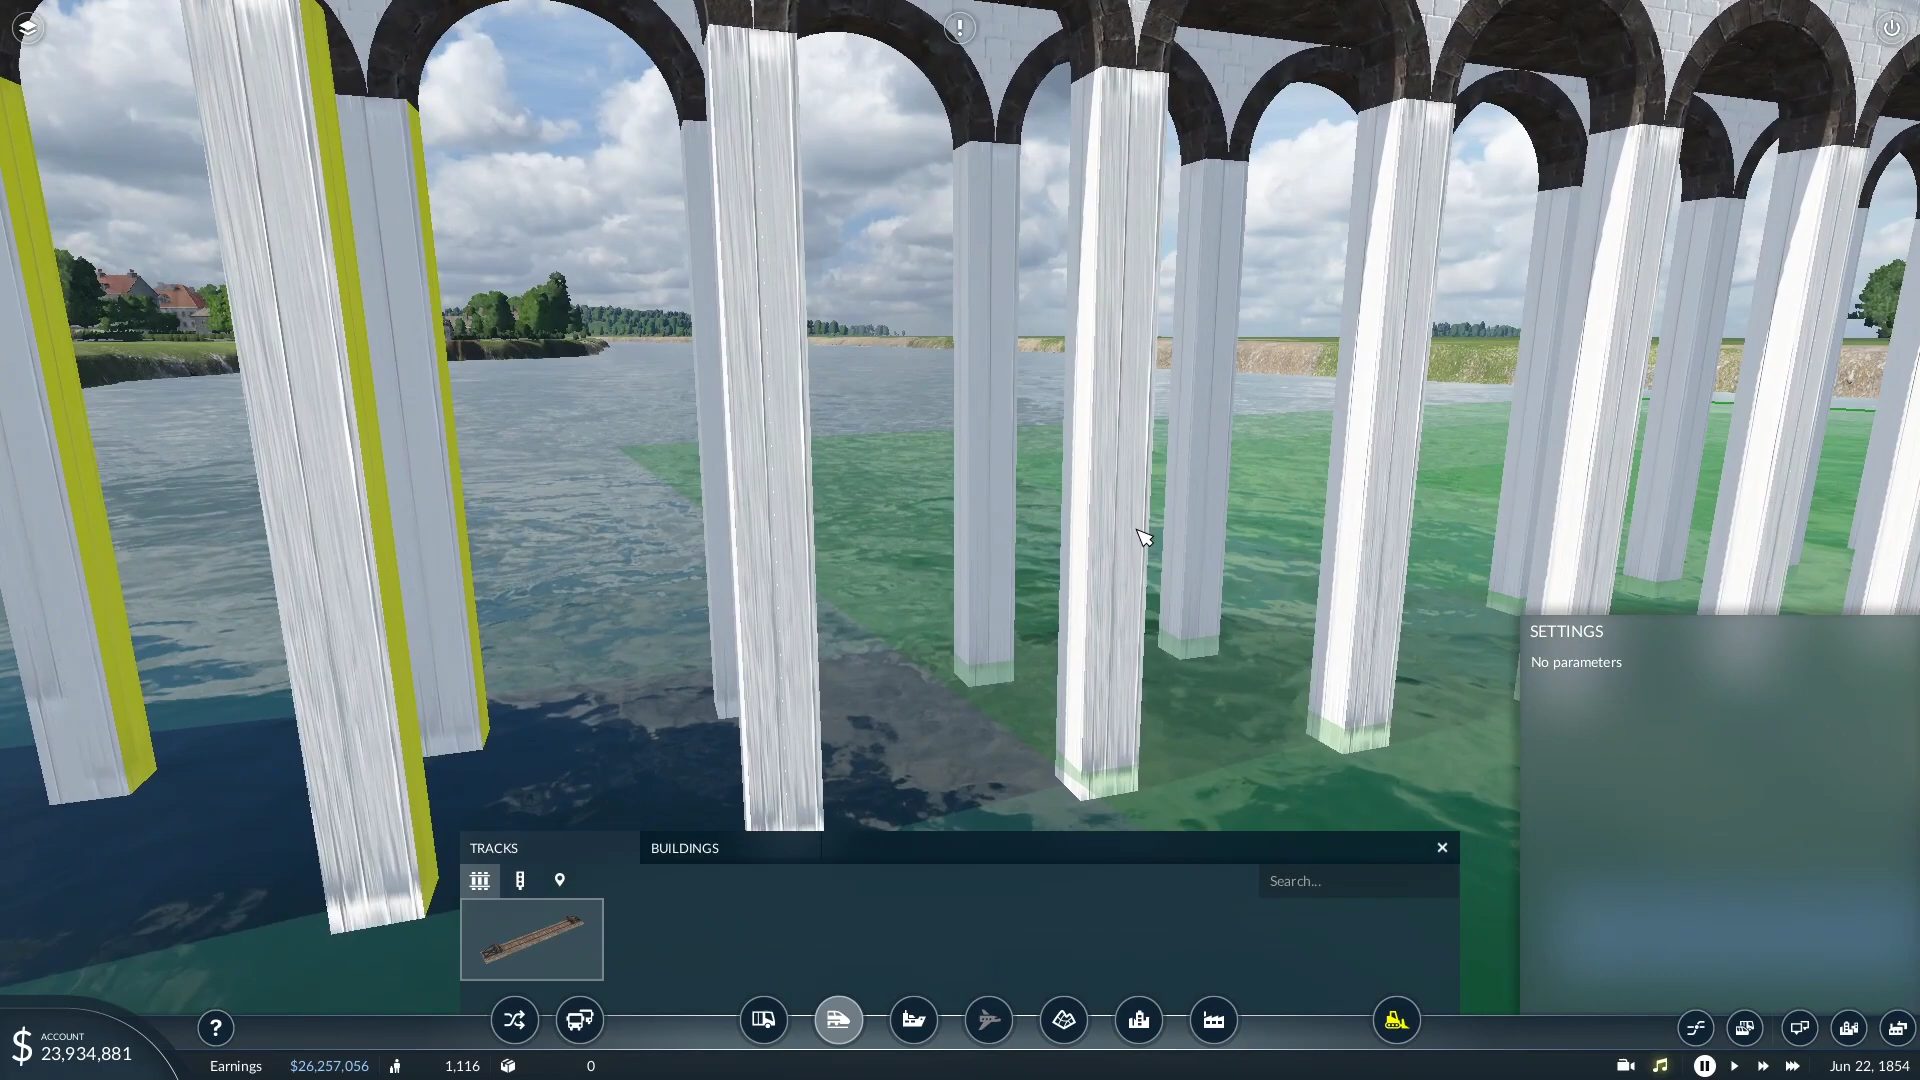 SETTINGS
No parameters
TRACKS
BUILDINGS
Search...
?
$
ACCOUNT
23,934,881
Earnings $26,257,056 1,116 0
Jun 22, 1854